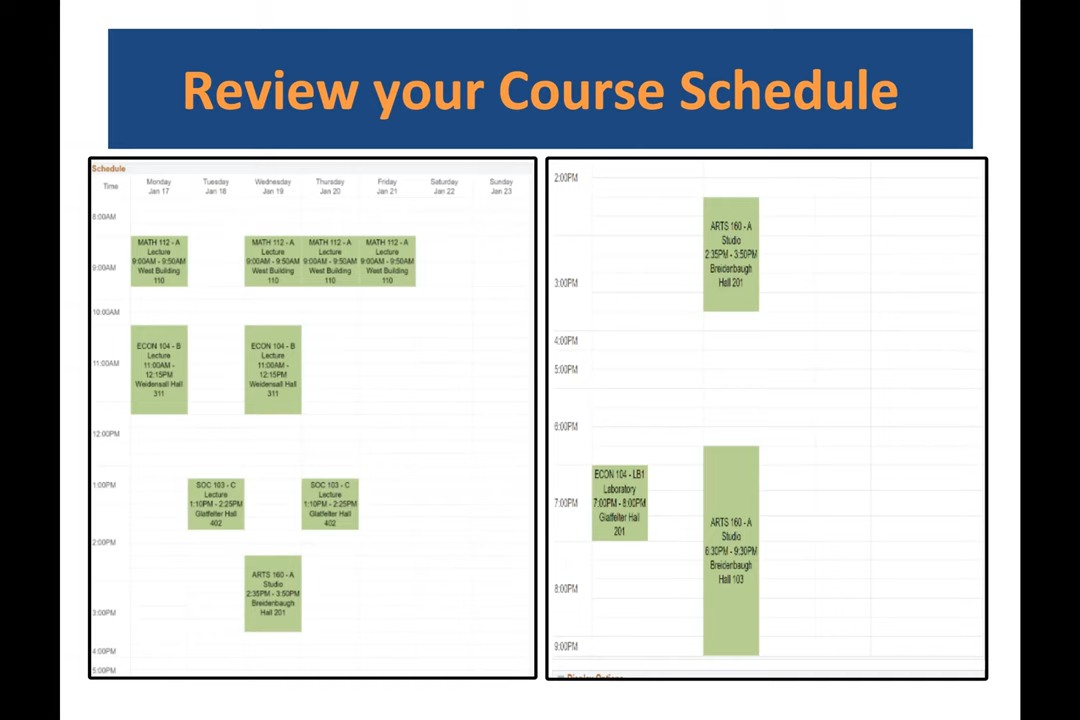 Review your Course Schedule
Schedule
Time
Monday
Jan 17
Tuesday
Jan 18
Wednesday
Jan 19
Thursday
Jan 20
Friday
Jan 21
Saturday
Jan 22
Sunday
Jan 23
8:00AM
MATH 112 - A
Lecture
9:00AM - 9:50AM
West Building
110
MATH 112 - A
Lecture
9:00AM - 9:50AM
West Building
110
MATH 112 - A
Lecture
9:00AM - 9:50AM
West Building
110
MATH 112 - A
Lecture
9:00AM - 9:50AM
West Building
110
9:00AM
10:00AM
ECON 104 - B
Lecture
11:00AM -
12:15PM
Weidensall Hall
311
ECON 104 - B
Lecture
11:00AM -
12:15PM
Weidensall Hall
311
11:00AM
12:00PM
1:00PM
SOC 103 - C
Lecture
1:10PM - 2:25PM
Glatfelter Hall
402
SOC 103 - C
Lecture
1:10PM - 2:25PM
Glatfelter Hall
402
2:00PM
ARTS 160 - A
Studio
2:35PM - 3:50PM
Breidenbaugh
Hall 201
3:00PM
4:00PM
5:00PM
2:00PM
ARTS 160 - A
Studio
2:35PM - 3:50PM
Breidenbaugh
Hall 201
3:00PM
4:00PM
5:00PM
6:00PM
ECON 104 - LB1
Laboratory
7:00PM - 8:00PM
Glatfelter Hall
201
7:00PM
ARTS 160 - A
Studio
6:30PM - 9:30PM
Breidenbaugh
Hall 103
8:00PM
9:00PM
Display Options